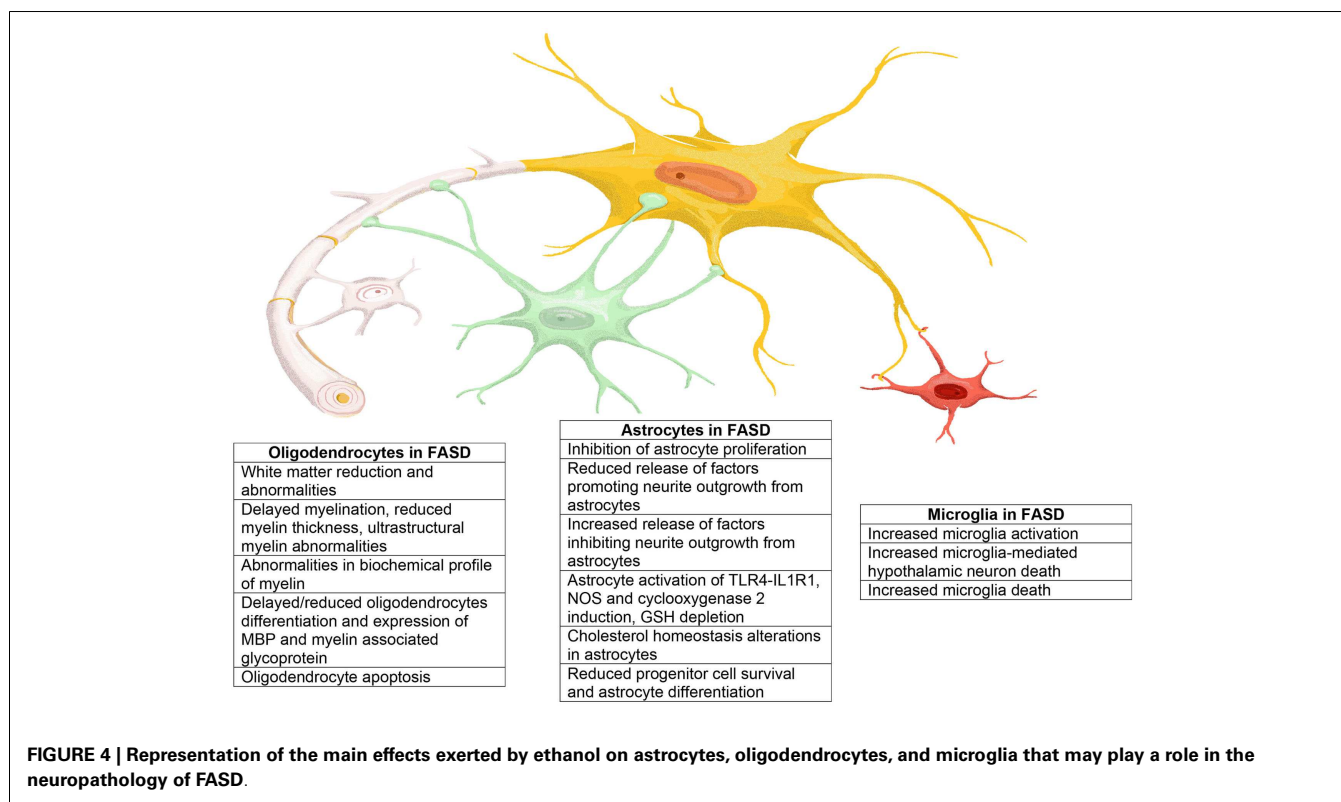 Oligodendrocytes in FASD
White matter reduction and
abnormalities
Delayed myelination, reduced
myelin thickness, ultrastructural
myelin abnormalities
Abnormalities in biochemical profile
of myelin
Delayed/reduced oligodendrocytes
differentiation and expression of
MBP and myelin associated
glycoprotein
Oligodendrocyte apoptosis
Astrocytes in FASD
Inhibition of astrocyte proliferation
Reduced release of factors
promoting neurite outgrowth from
astrocytes
Increased release of factors
inhibiting neurite outgrowth from
astrocytes
Astrocyte activation of TLR4-IL1R1,
NOS and cyclooxygenase 2
induction, GSH depletion
Cholesterol homeostasis alterations
in astrocytes
Reduced progenitor cell survival
and astrocyte differentiation
Microglia in FASD
Increased microglia activation
Increased microglia-mediated
hypothalamic neuron death
Increased microglia death
FIGURE 4 | Representation of the main effects exerted by ethanol on astrocytes, oligodendrocytes, and microglia that may play a role in the
neuropathology of FASD.